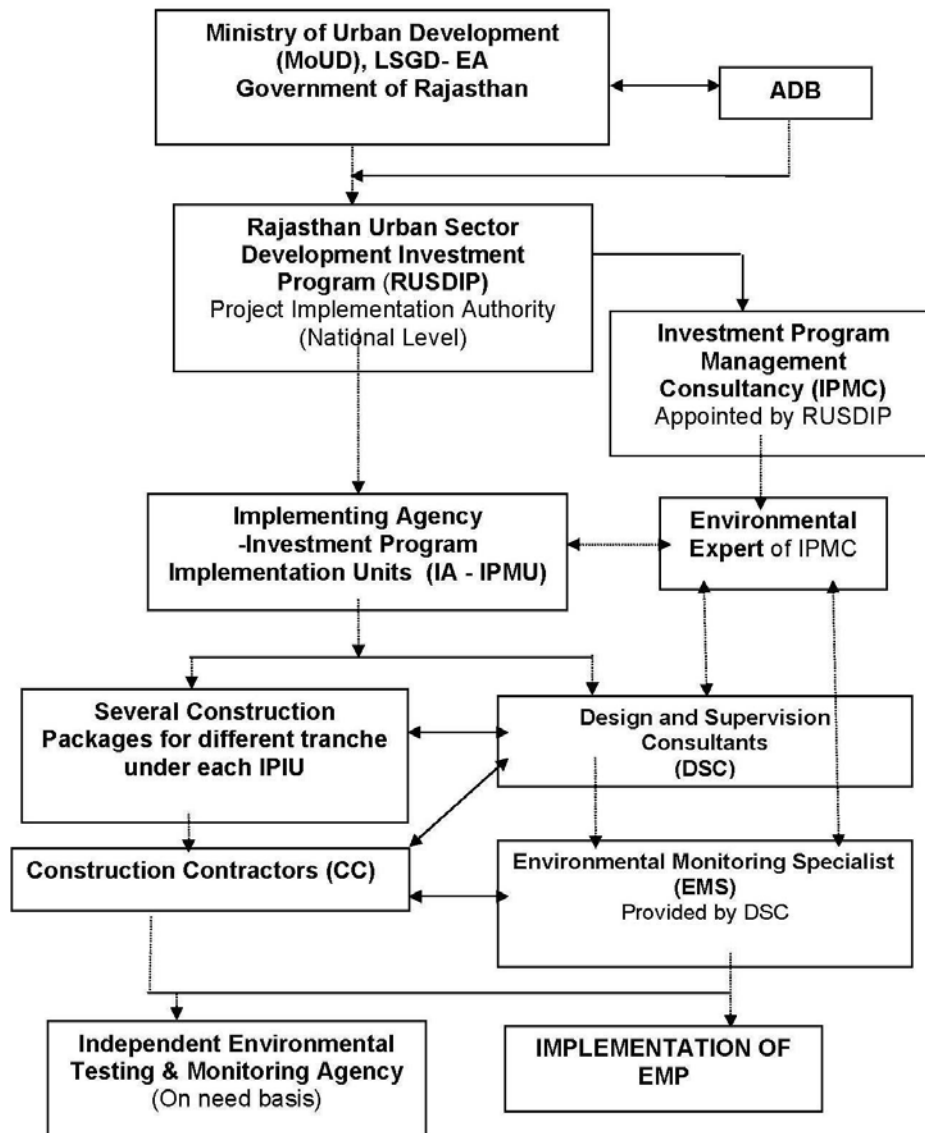 Ministry of Urban Development
(MoUD), LSGD- EA
Government of Rajasthan
ADB
Rajasthan Urban Sector
Development Investment
Program (RUSDIP)
Project Implementation Authority
(National Level)
Investment Program
Management
Consultancy (IPMC)
Appointed by RUSDIP
Implementing Agency
-Investment Program
Implementation Units (IA - IPMU)
Environmental
Expert of IPMC
Several Construction
Packages for different tranche
under each IPIU
Design and Supervision
Consultants
(DSC)
Construction Contractors (CC)
Environmental Monitoring Specialist
(EMS)
Provided by DSC
Independent Environmental
Testing & Monitoring Agency
(On need basis)
IMPLEMENTATION OF
EMP